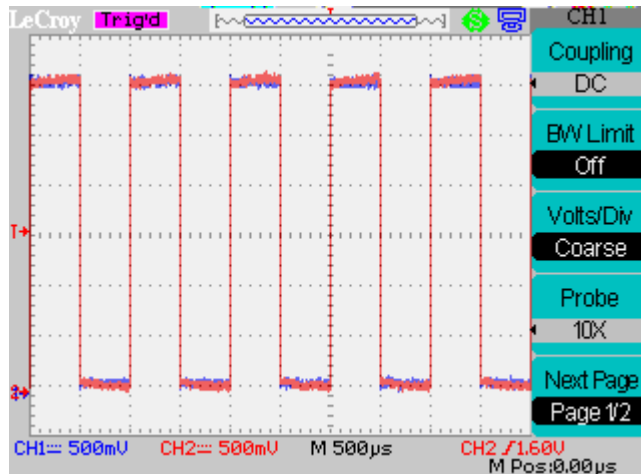 LeCroy Trig'd CH1
Coupling
DC
BW Limit
Off
Volts/Div
Coarse
T
Probe
10X
2
Next Page
Page 1/2
CH1⎓ 500mV CH2⎓ 500mV M 500µs CH2 ∫1.60V
M Pos:0.00µs